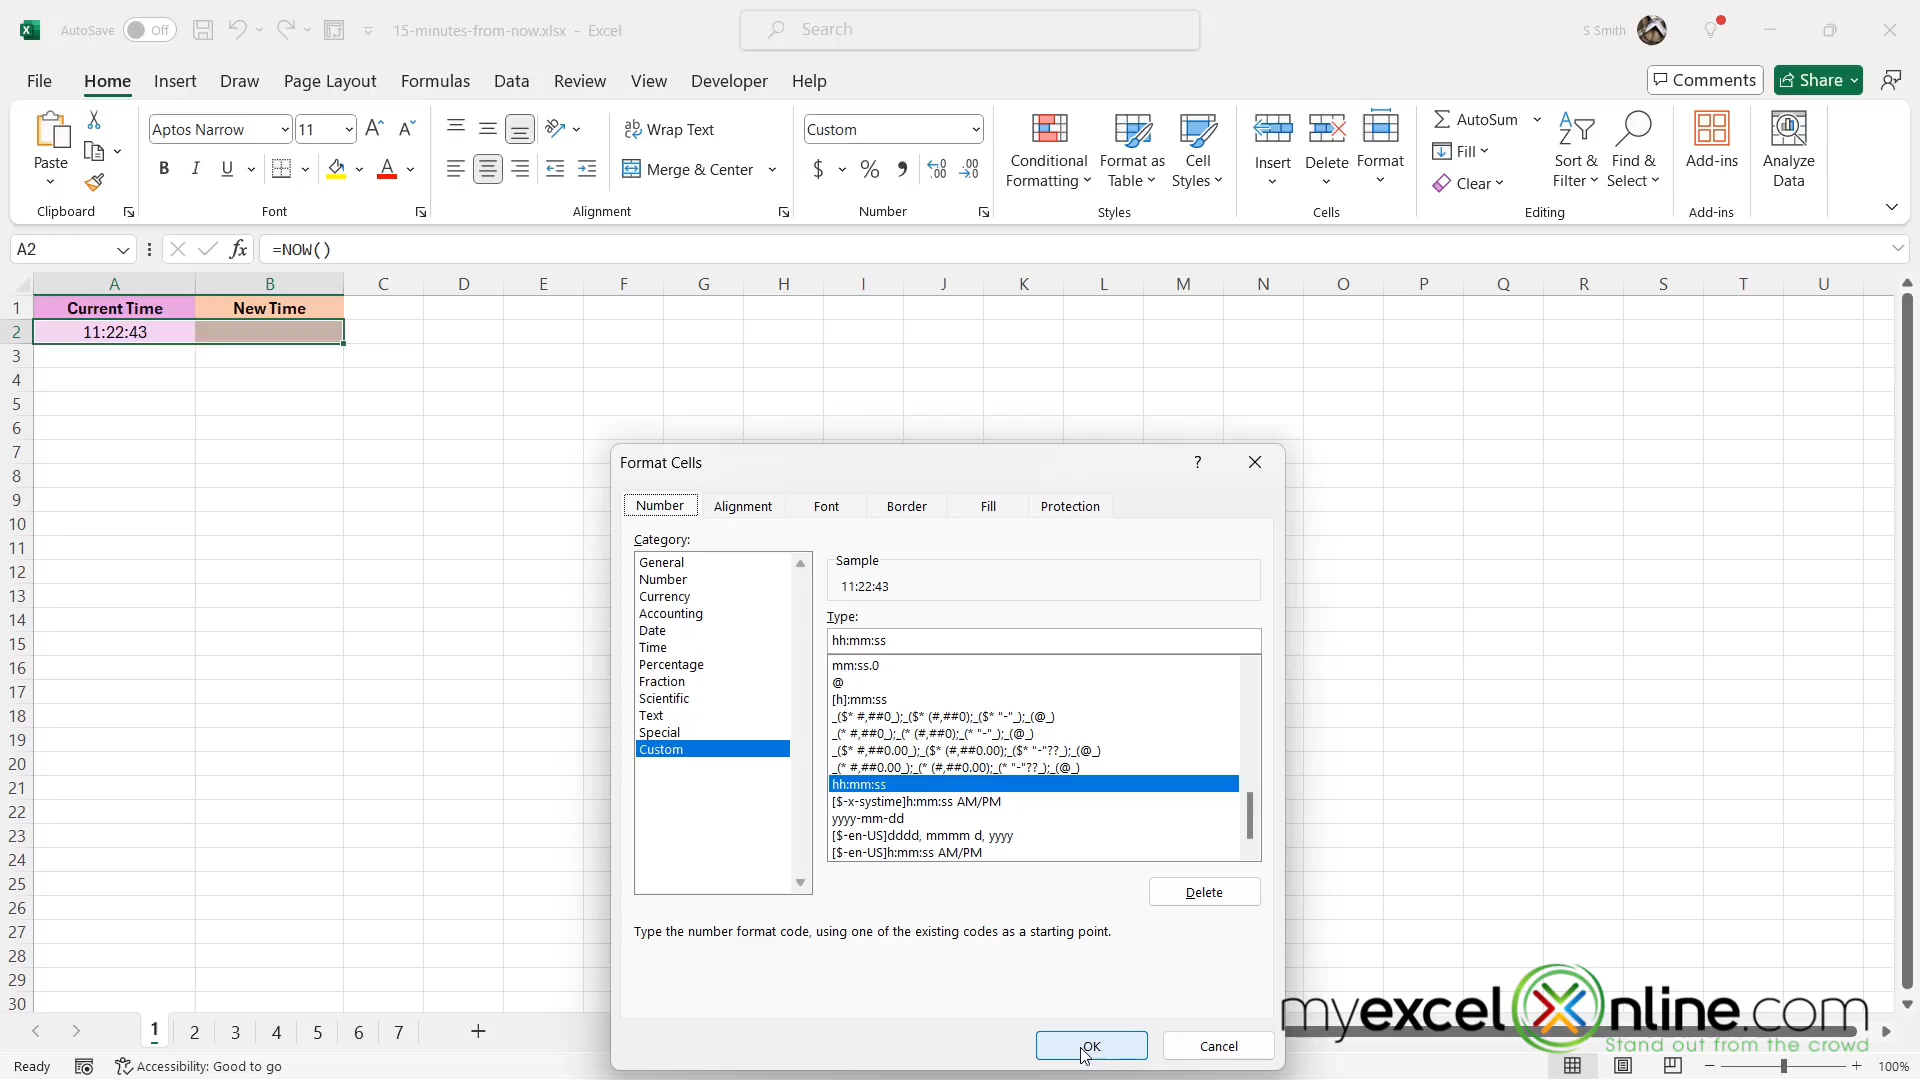 AutoSave Off 15-minutes-from-now.xlsx - Excel Search S Smith
File Home Insert Draw Page Layout Formulas Data Review View Developer Help Comments Share
Paste
Clipboard
Aptos Narrow 11
B I U A
Font
ab Wrap Text
Merge & Center
Alignment
Custom
$ % 9 .00 .00
Number
Conditional Formatting
Format as Table
Cell Styles
Styles
Insert
Delete
Format
Cells
AutoSum
Fill
Clear
Sort & Filter
Find & Select
Editing
Add-ins
Add-ins
Analyze Data
A2 fx =NOW()
A B C D E F G H I J K L M N O P Q R S T U
1 Current Time New Time
2 11:22:43
3
4
5
6
7
8
9
10
11
12
13
14
15
16
17
18
19
20
21
22
23
24
25
26
27
28
29
30
Format Cells ?
Number Alignment Font Border Fill Protection
Category:
General
Number
Currency
Accounting
Date
Time
Percentage
Fraction
Scientific
Text
Special
Custom
Sample
11:22:43
Type:
hh:mm:ss
mm:ss.0
@
[h]:mm:ss
_($* #,##0_);_($* (#,##0);_($* "-"_);_(@_)
_(* #,##0_);_(* (#,##0);_(* "-"_);_(@_)
_($* #,##0.00_);_($* (#,##0.00);_($* "-"??_);_(@_)
_(* #,##0.00_);_(* (#,##0.00);_(* "-"??_);_(@_)
hh:mm:ss
[$-x-systime]h:mm:ss AM/PM
yyyy-mm-dd
[$-en-US]dddd, mmmm d, yyyy
[$-en-US]h:mm:ss AM/PM
Delete
Type the number format code, using one of the existing codes as a starting point.
OK Cancel
myexcelOnline.com
Stand out from the crowd
1 2 3 4 5 6 7 +
Ready Accessibility: Good to go 100%